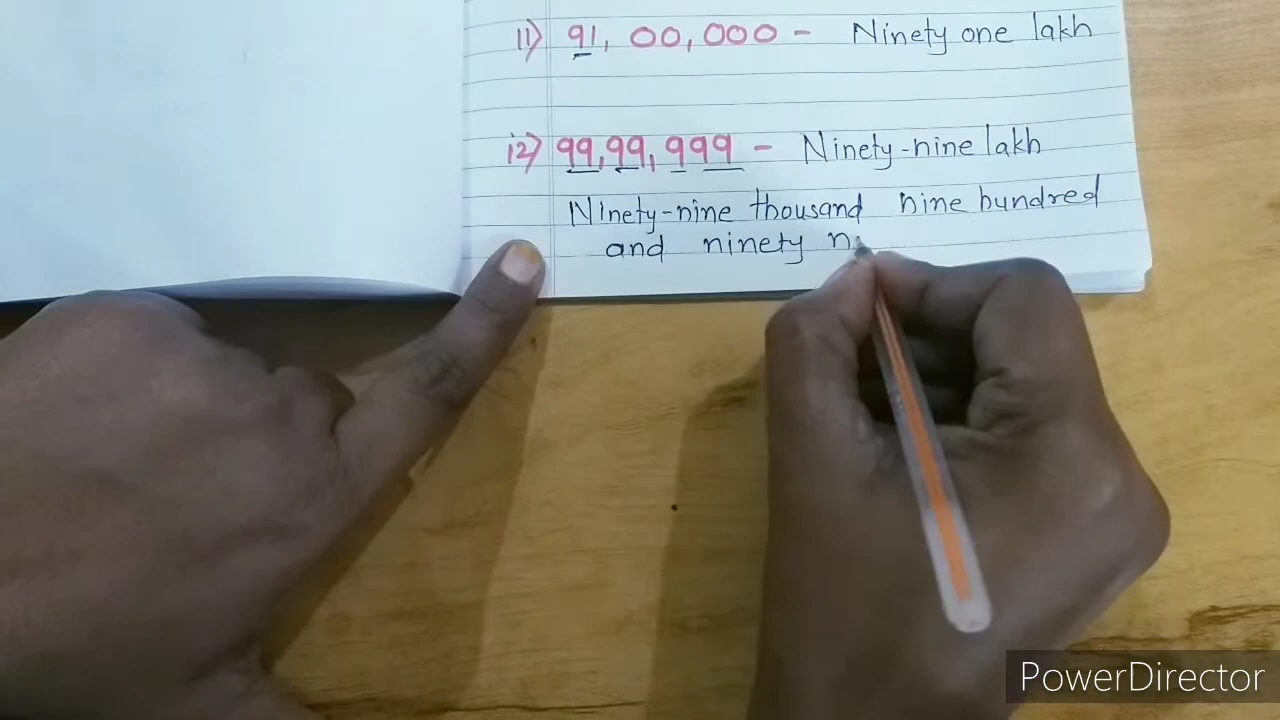 11) 91,00,000 - Ninety one lakh
12) 99,99,999 - Ninety-nine lakh
Ninety-nine thousand nine hundred
and ninety
PowerDirector